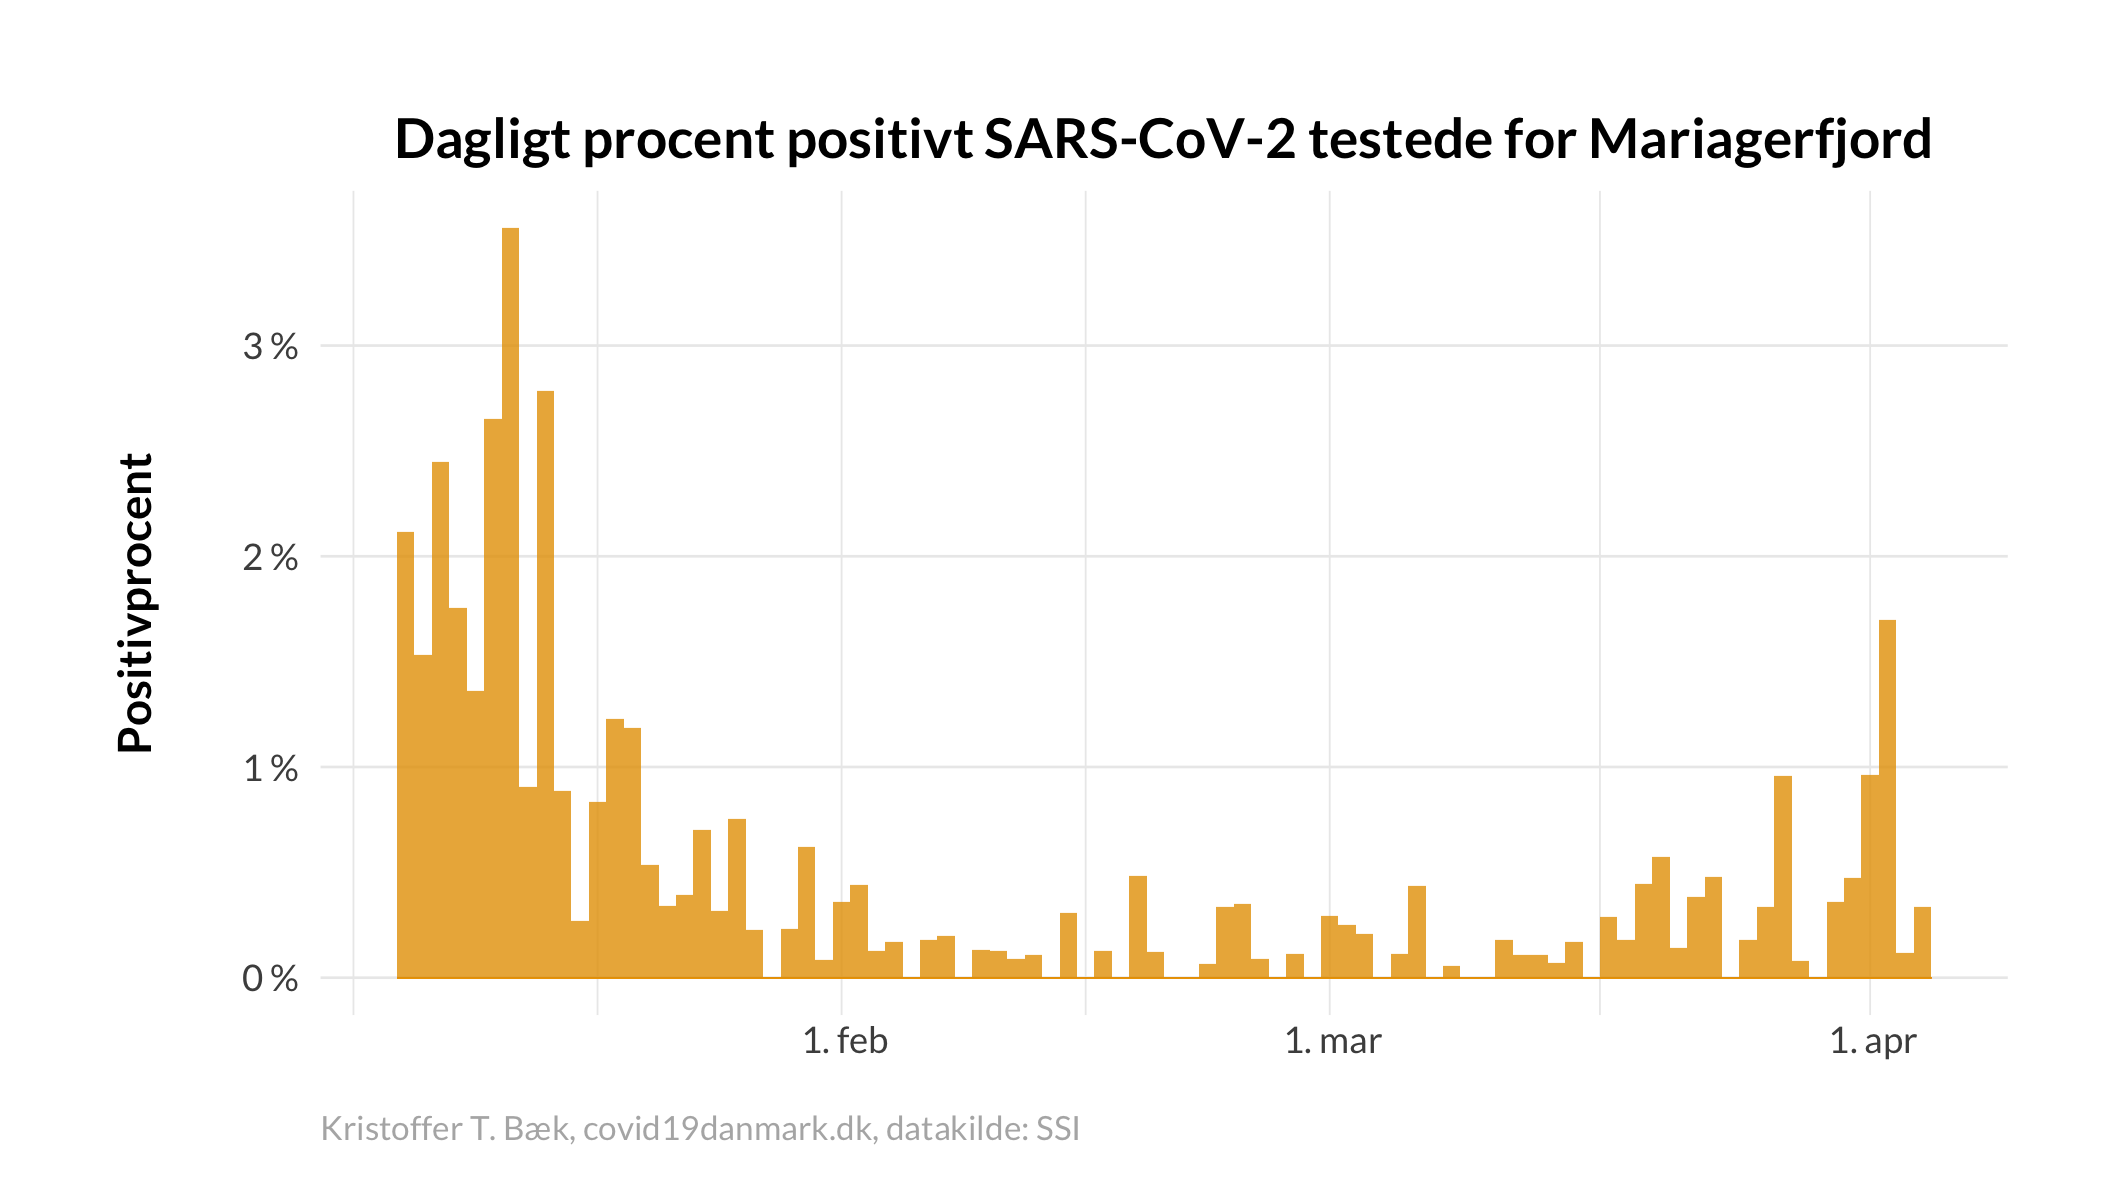 Dagligt procent positivt SARS-CoV-2 testede for Mariagerfjord
Positivprocent
3 %
2 %
1 %
0 %
1. feb
1. mar
1. apr
Kristoffer T. Bæk, covid19danmark.dk, datakilde: SSI